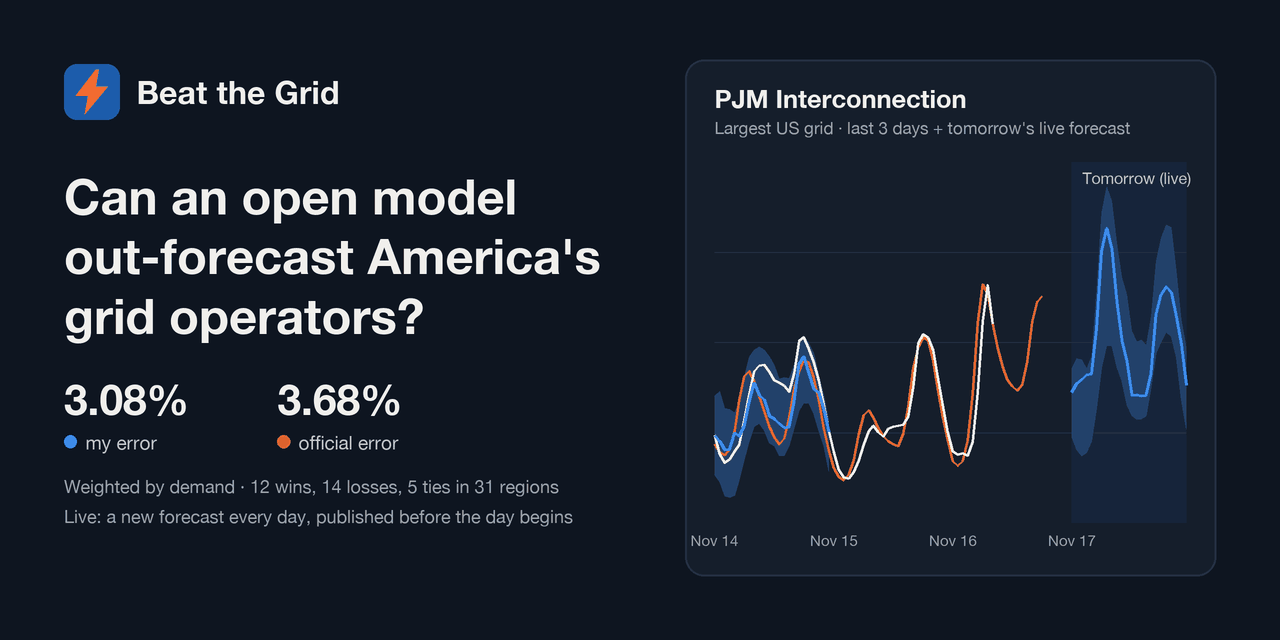 Beat the Grid
Can an open model
out-forecast America's
grid operators?
3.08%
3.68%
my error
official error
Weighted by demand · 12 wins, 14 losses, 5 ties in 31 regions
Live: a new forecast every day, published before the day begins
PJM Interconnection
Largest US grid · last 3 days + tomorrow's live forecast
Tomorrow (live)
Nov 14
Nov 15
Nov 16
Nov 17